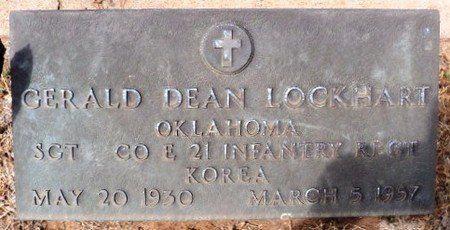 GERALD DEAN LOCKHART
OKLAHOMA
SGT CO E 21 INFANTRY REGT
KOREA
MAY 20 1930 MARCH 5 1957